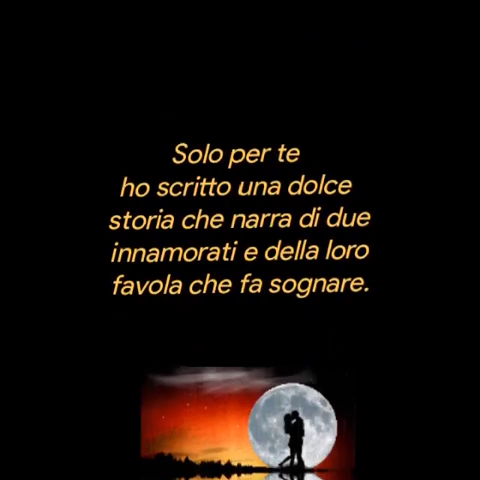 Solo per te
ho scritto una dolce
storia che narra di due
innamorati e della loro
favola che fa sognare.